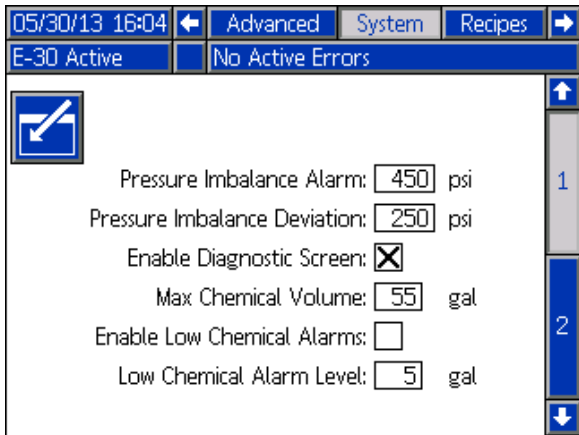 05/30/13 16:04 Advanced System Recipes
E-30 Active No Active Errors
Pressure Imbalance Alarm: 450 psi
1
Pressure Imbalance Deviation: 250 psi
Enable Diagnostic Screen:
Max Chemical Volume: 55 gal
Enable Low Chemical Alarms:
2
Low Chemical Alarm Level: 5 gal